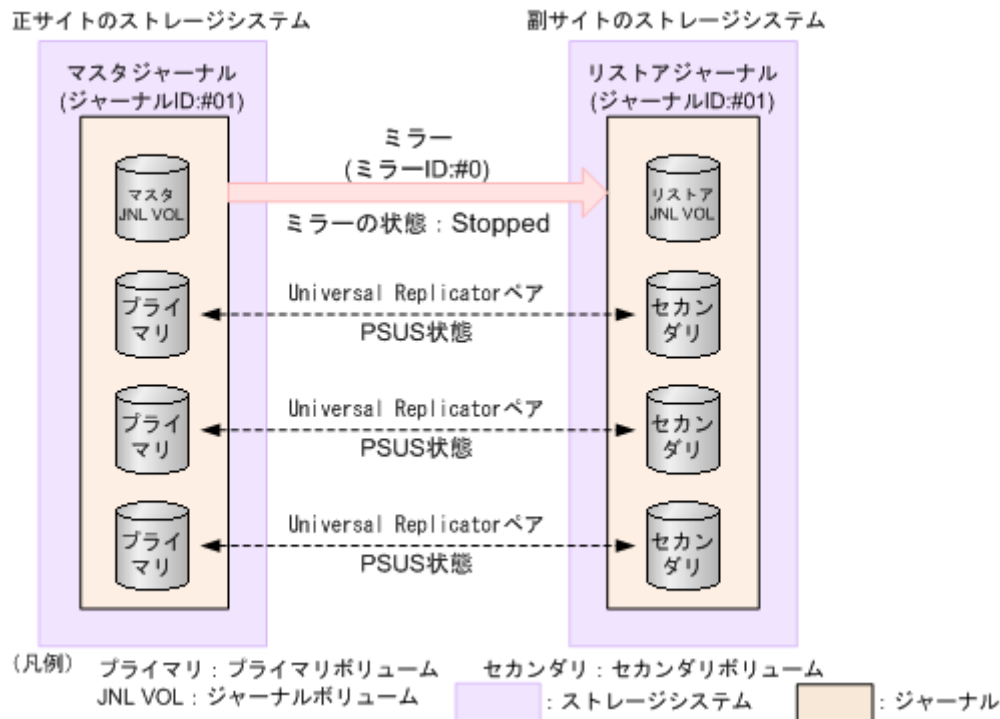 正サイトのストレージシステム
副サイトのストレージシステム
マスタジャーナル
(ジャーナルID:#01)
リストアジャーナル
(ジャーナルID:#01)
ミラー
(ミラーID:#0)
ミラーの状態：Stopped
マスタ
JNL VOL
リストア
JNL VOL
プライ
マリ
Universal Replicatorペア
PSUS状態
セカン
ダリ
プライ
マリ
Universal Replicatorペア
PSUS状態
セカン
ダリ
プライ
マリ
Universal Replicatorペア
PSUS状態
セカン
ダリ
(凡例)
プライマリ：プライマリボリューム
セカンダリ：セカンダリボリューム
JNL VOL：ジャーナルボリューム
：ストレージシステム
：ジャーナル